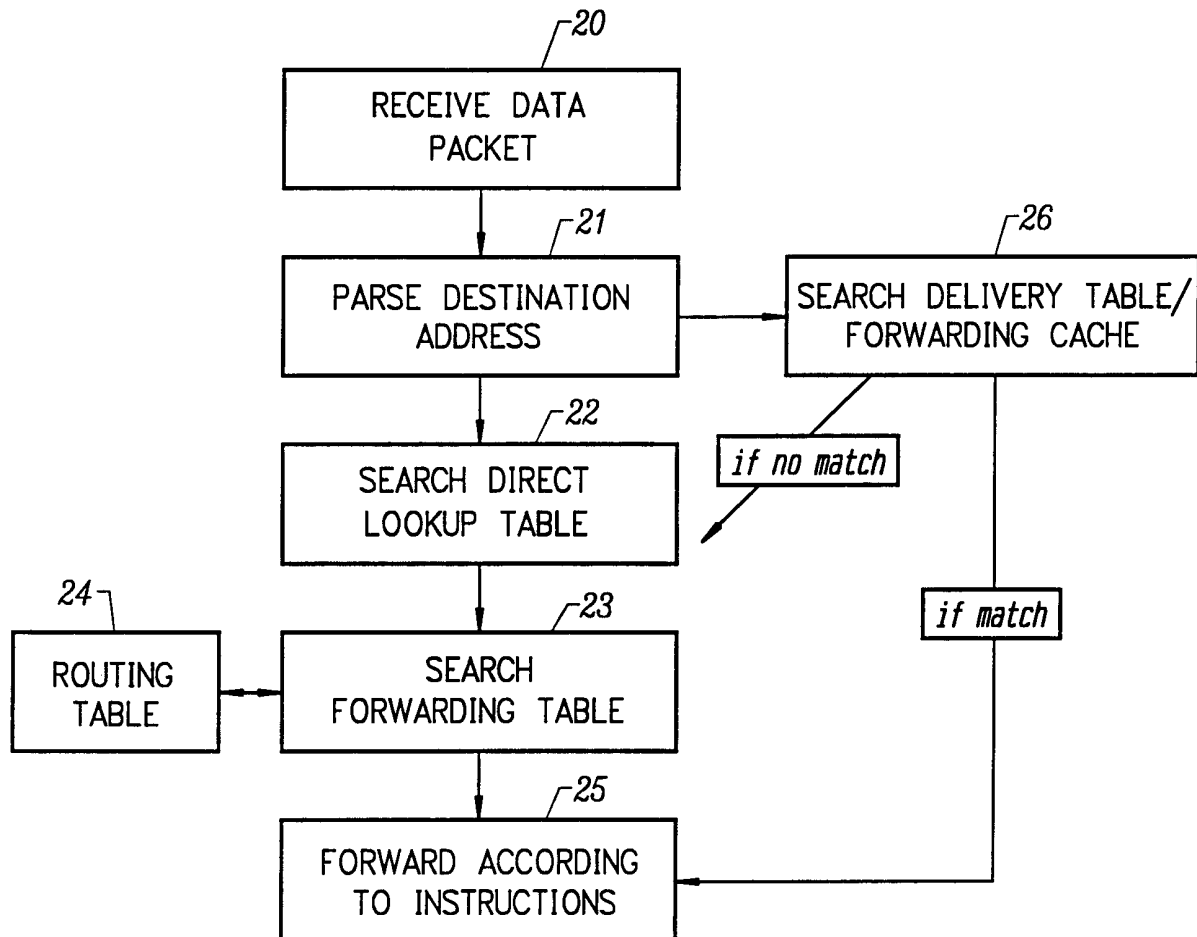 20
RECEIVE DATA
PACKET
21
PARSE DESTINATION
ADDRESS
26
SEARCH DELIVERY TABLE/
FORWARDING CACHE
22
SEARCH DIRECT
LOOKUP TABLE
if no match
if match
24
ROUTING
TABLE
23
SEARCH
FORWARDING TABLE
25
FORWARD ACCORDING
TO INSTRUCTIONS